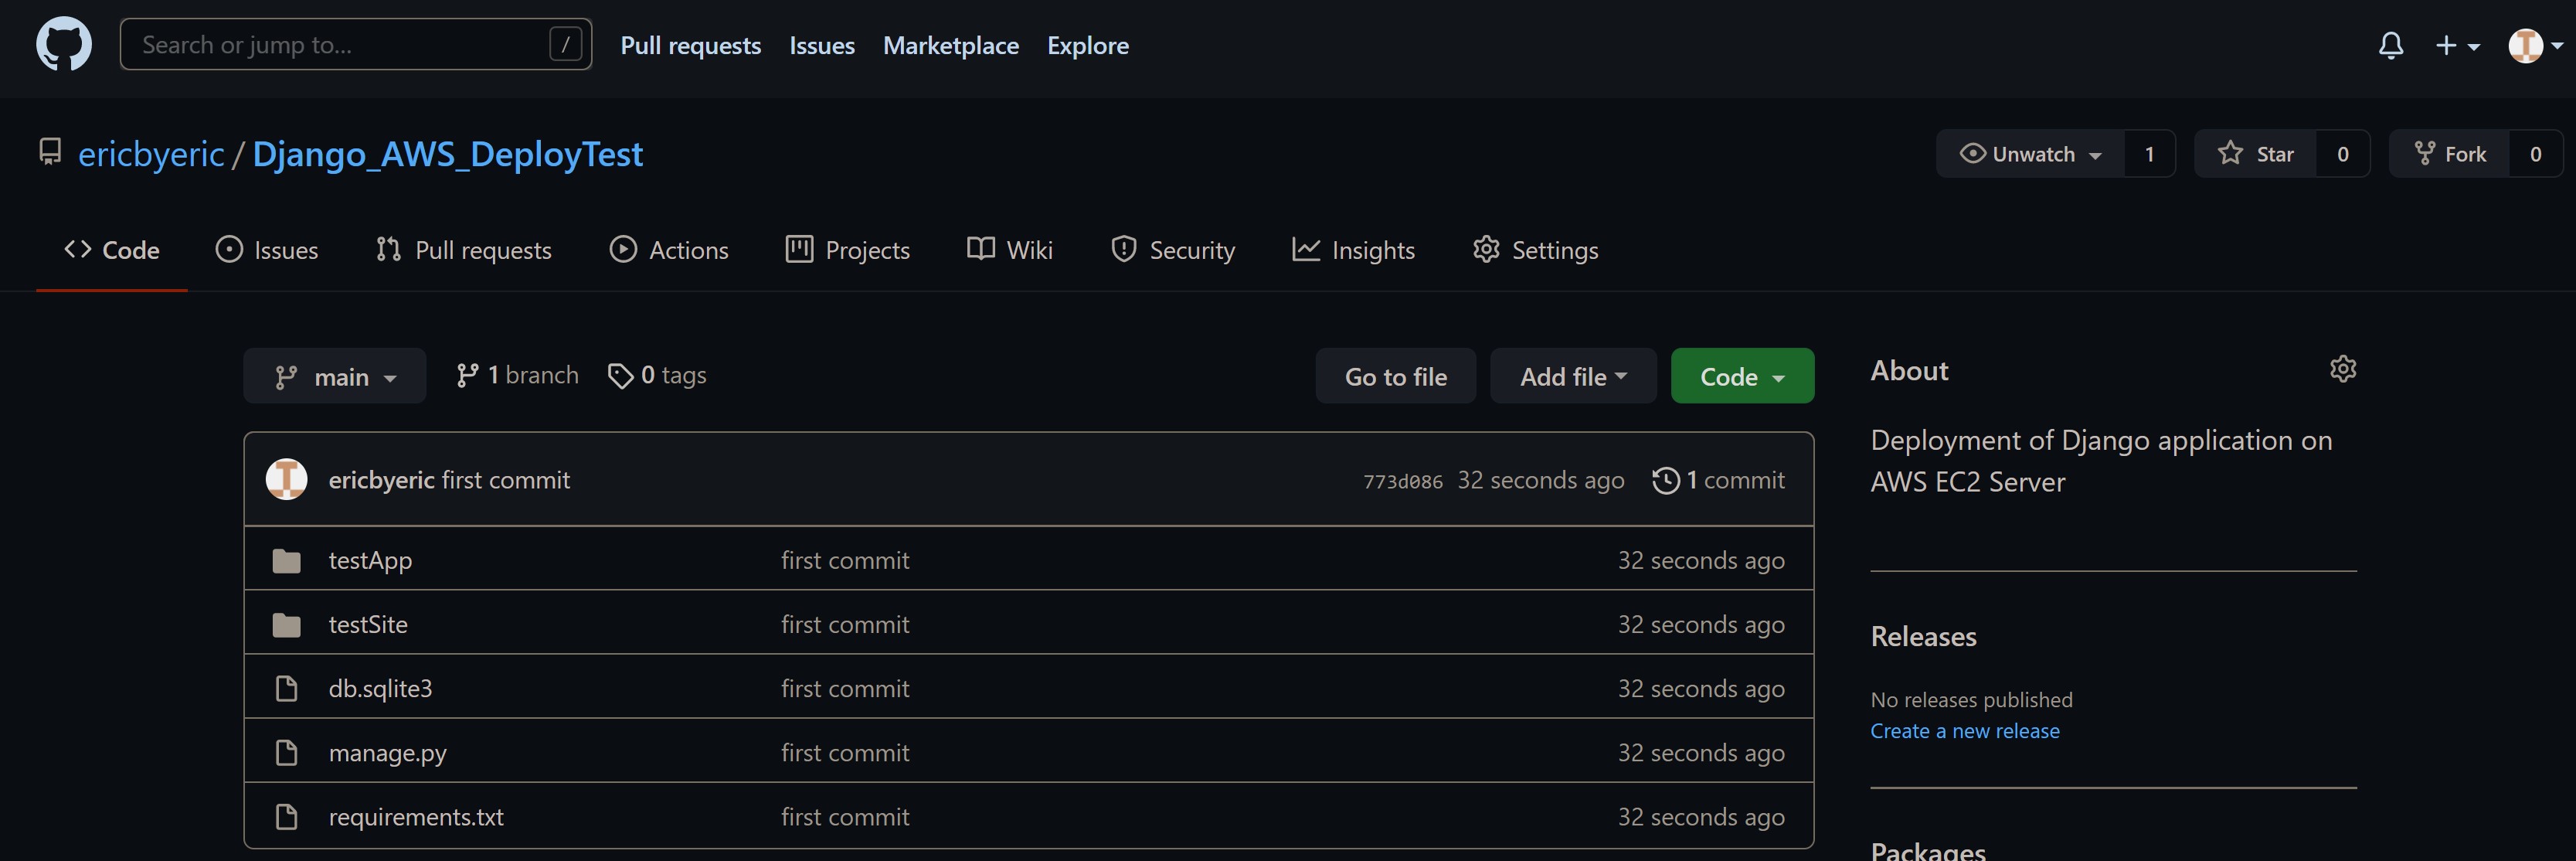 Search or jump to... / Pull requests Issues Marketplace Explore
ericbyeric / Django_AWS_DeployTest Unwatch 1 Star 0 Fork 0
Code Issues Pull requests Actions Projects Wiki Security Insights Settings
main 1 branch 0 tags Go to file Add file Code
ericbyeric first commit 773d086 32 seconds ago 1 commit
testApp first commit 32 seconds ago
testSite first commit 32 seconds ago
db.sqlite3 first commit 32 seconds ago
manage.py first commit 32 seconds ago
requirements.txt first commit 32 seconds ago
About
Deployment of Django application on
AWS EC2 Server
Releases
No releases published
Create a new release
Packages